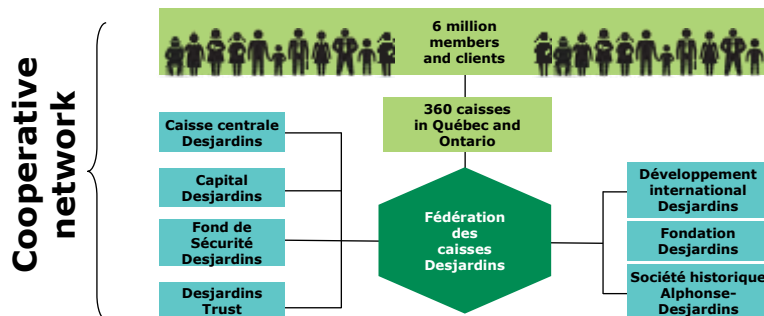 Cooperative
network
6 million
members
and clients
360 caisses
in Québec and
Ontario
Caisse centrale
Desjardins
Capital
Desjardins
Fond de
Sécurité
Desjardins
Desjardins
Trust
Fédération
des
caisses
Desjardins
Développement
international
Desjardins
Fondation
Desjardins
Société historique
Alphonse-
Desjardins